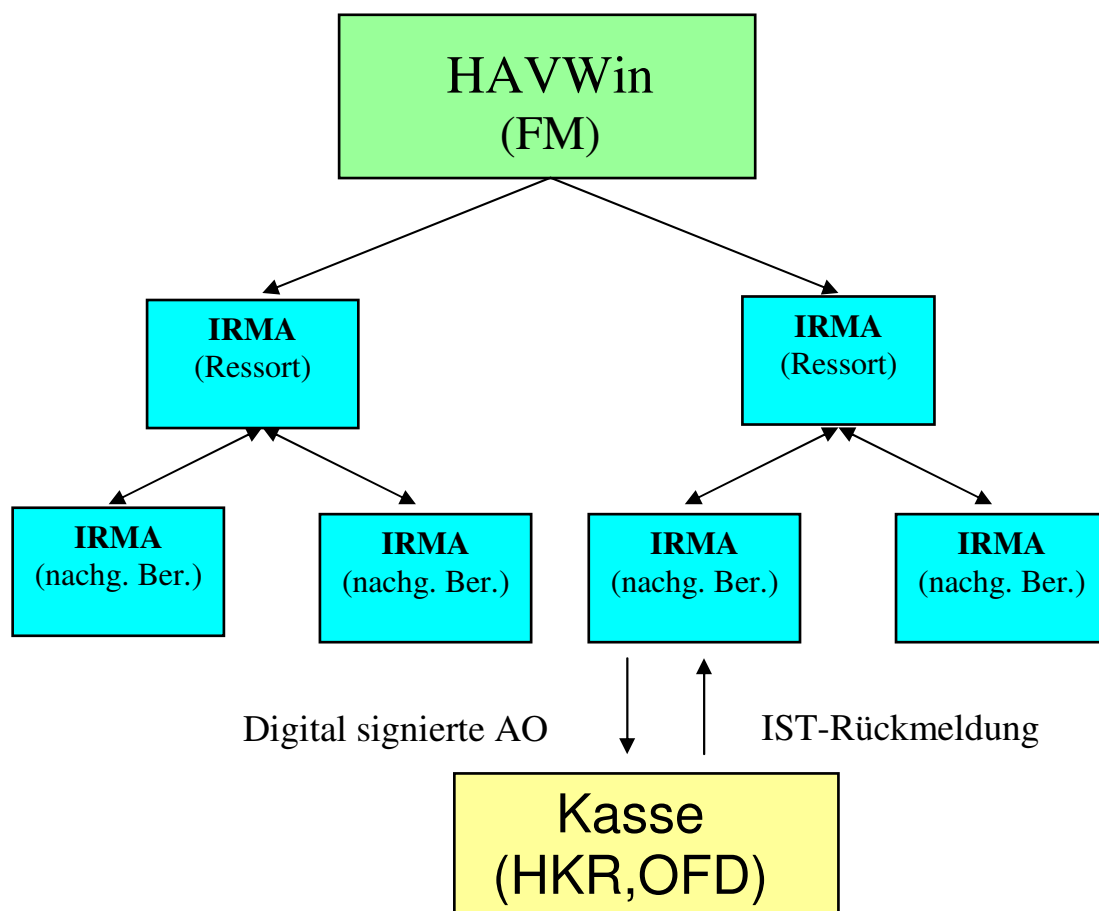 HAVWin
(FM)
IRMA
(Ressort)
IRMA
(Ressort)
IRMA
(nachg. Ber.)
IRMA
(nachg. Ber.)
IRMA
(nachg. Ber.)
IRMA
(nachg. Ber.)
Digital signierte AO
IST-Rückmeldung
Kasse
(HKR,OFD)